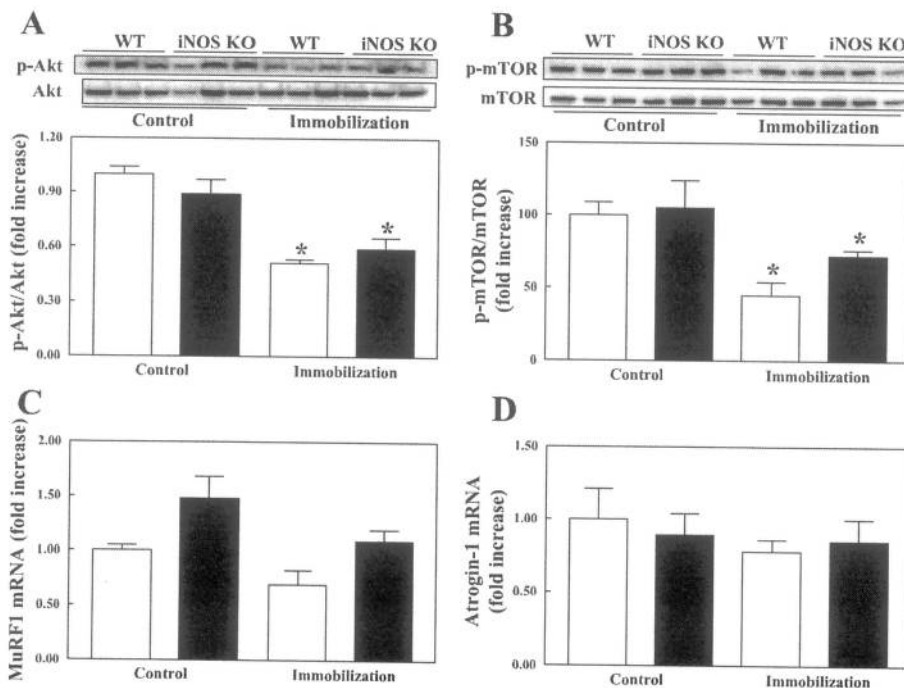 A
WT iNOS KO WT iNOS KO
p-Akt
Akt
Control Immobilization
1.20
0.90
0.60
0.30
0.00
p-Akt/Akt (fold increase)
* *
Control Immobilization
B
WT iNOS KO WT iNOS KO
p-mTOR
mTOR
Control Immobilization
150
100
50
0
p-mTOR/mTOR
(fold increase)
* *
Control Immobilization
C
2.00
1.50
1.00
0.50
0.00
MuRF1 mRNA (fold increase)
Control Immobilization
D
1.50
1.00
0.50
0.00
Atrogin-1 mRNA
(fold increase)
Control Immobilization